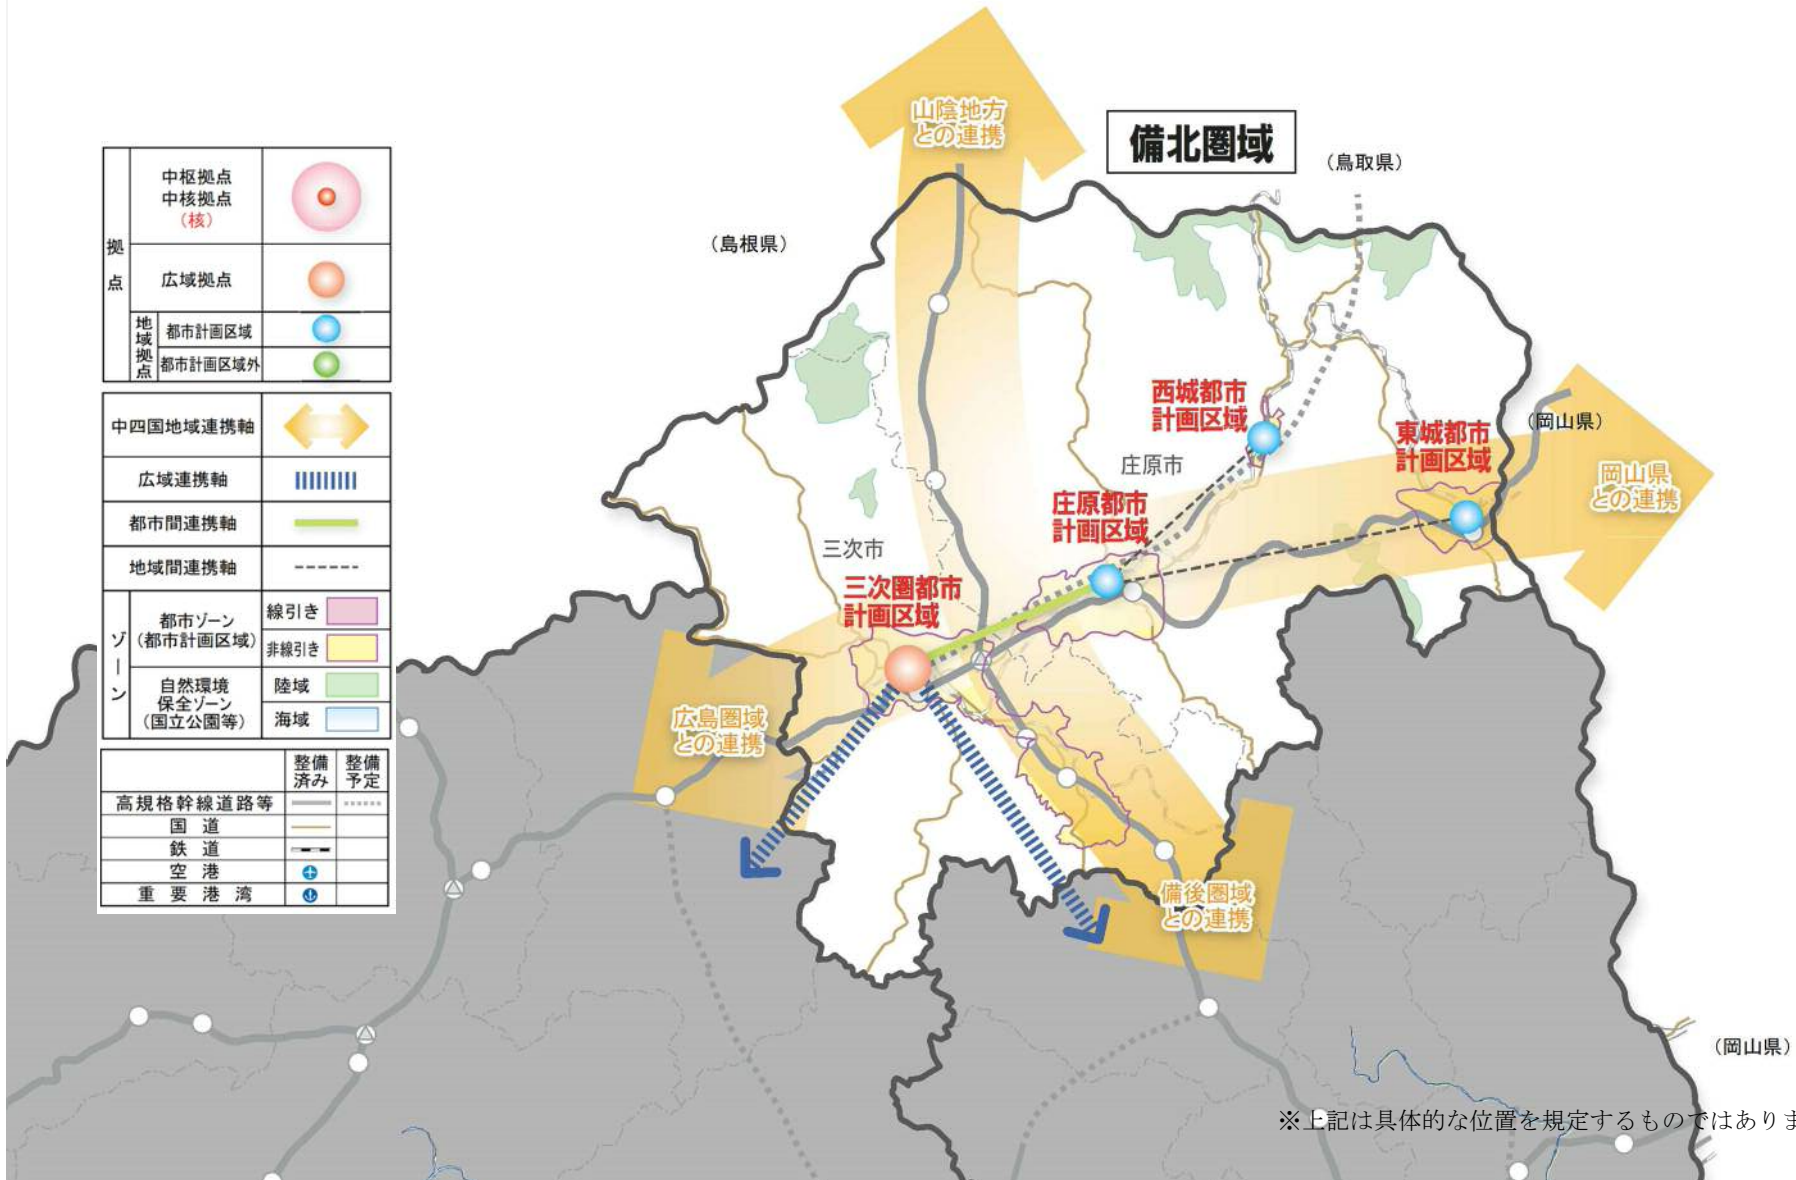 山陰地方
との連携
備北圏域
（鳥取県）
（島根県）
拠点
中枢拠点
中核拠点
（核）
広域拠点
地域拠点
都市計画区域
都市計画区域外
中四国地域連携軸
広域連携軸
都市間連携軸
地域間連携軸
ゾーン
都市ゾーン
（都市計画区域）
線引き
非線引き
自然環境
保全ゾーン
（国立公園等）
陸域
海域
整備
済み
整備
予定
高規格幹線道路等
国道
鉄道
空港
重要港湾
西城都市
計画区域
（岡山県）
東城都市
計画区域
庄原市
岡山県
との連携
庄原都市
計画区域
三次市
三次圏都市
計画区域
広島圏域
との連携
備後圏域
との連携
（岡山県）
※上記は具体的な位置を規定するものではありま